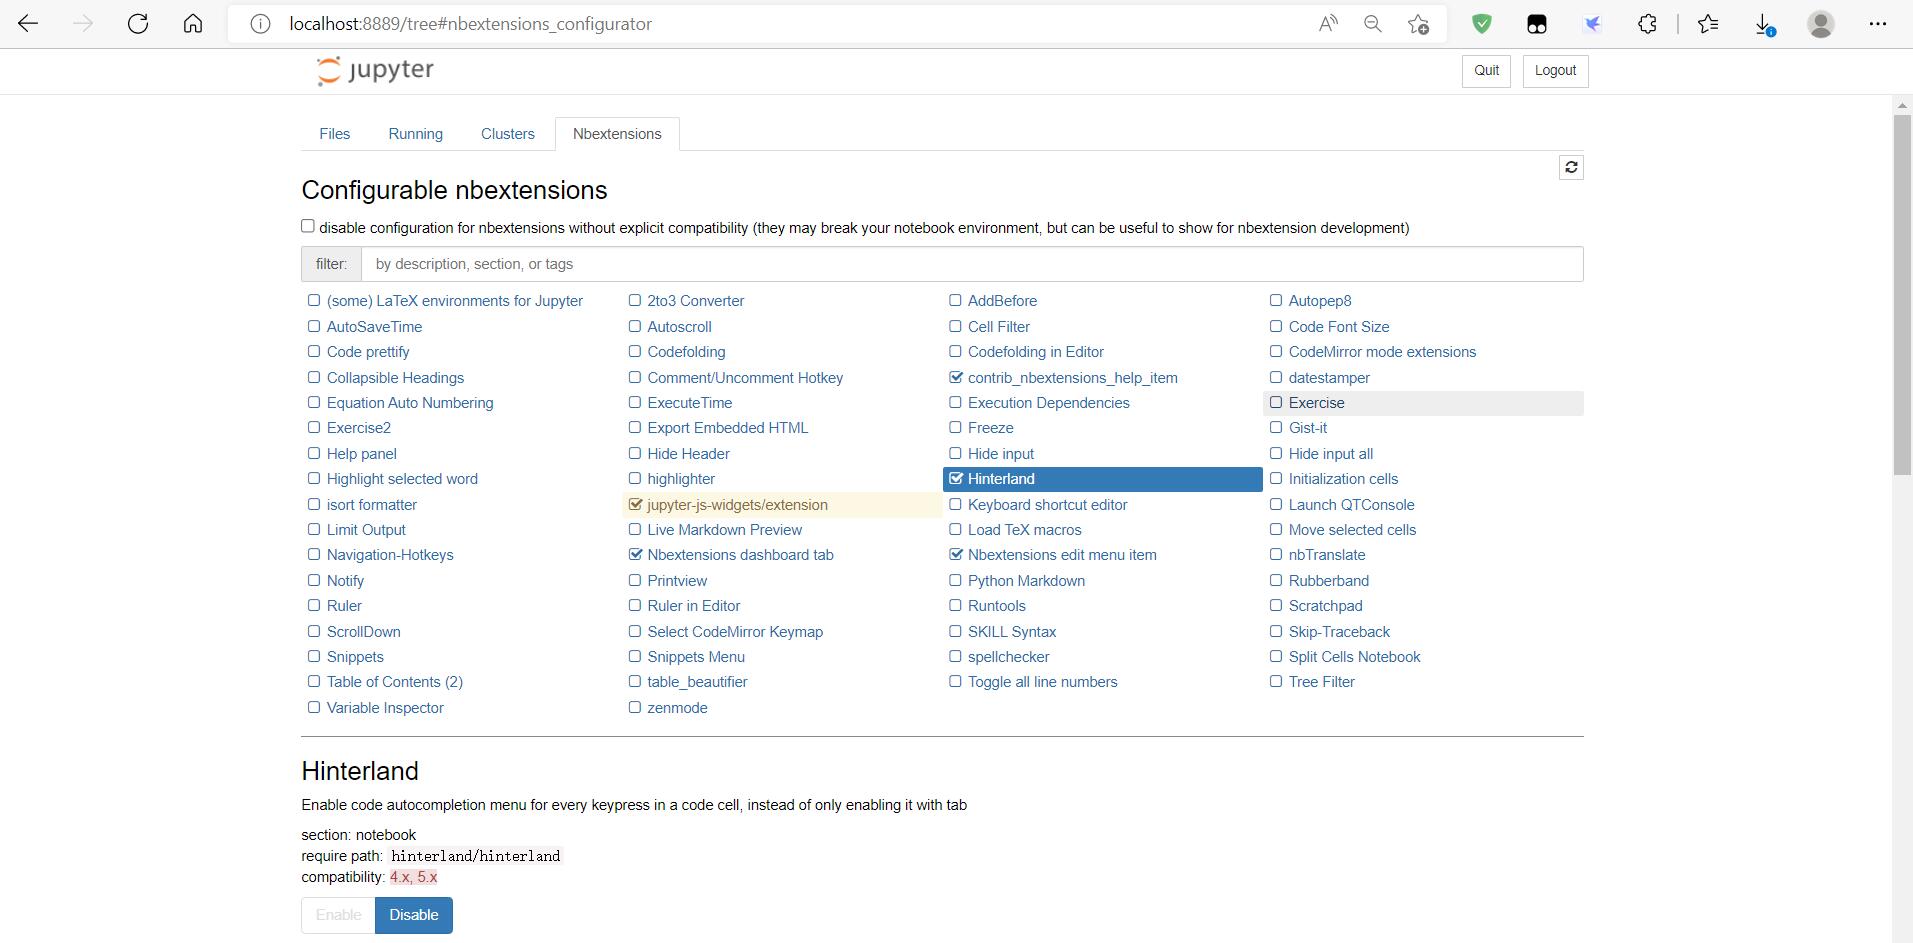 localhost:8889/tree#nbextensions_configurator
jupyter
Quit Logout
Files Running Clusters Nbextensions
Configurable nbextensions
disable configuration for nbextensions without explicit compatibility (they may break your notebook environment, but can be useful to show for nbextension development)
filter: by description, section, or tags
(some) LaTeX environments for Jupyter 2to3 Converter AddBefore Autopep8
AutoSaveTime Autoscroll Cell Filter Code Font Size
Code prettify Codefolding Codefolding in Editor CodeMirror mode extensions
Collapsible Headings Comment/Uncomment Hotkey contrib_nbextensions_help_item datestamper
Equation Auto Numbering ExecuteTime Execution Dependencies Exercise
Exercise2 Export Embedded HTML Freeze Gist-it
Help panel Hide Header Hide input Hide input all
Highlight selected word highlighter Hinterland Initialization cells
isort formatter jupyter-js-widgets/extension Keyboard shortcut editor Launch QTConsole
Limit Output Live Markdown Preview Load TeX macros Move selected cells
Navigation-Hotkeys Nbextensions dashboard tab Nbextensions edit menu item nbTranslate
Notify Printview Python Markdown Rubberband
Ruler Ruler in Editor Runtools Scratchpad
ScrollDown Select CodeMirror Keymap SKILL Syntax Skip-Traceback
Snippets Snippets Menu spellchecker Split Cells Notebook
Table of Contents (2) table_beautifier Toggle all line numbers Tree Filter
Variable Inspector zenmode
Hinterland
Enable code autocompletion menu for every keypress in a code cell, instead of only enabling it with tab
section: notebook
require path: hinterland/hinterland
compatibility: 4.x, 5.x
Enable Disable